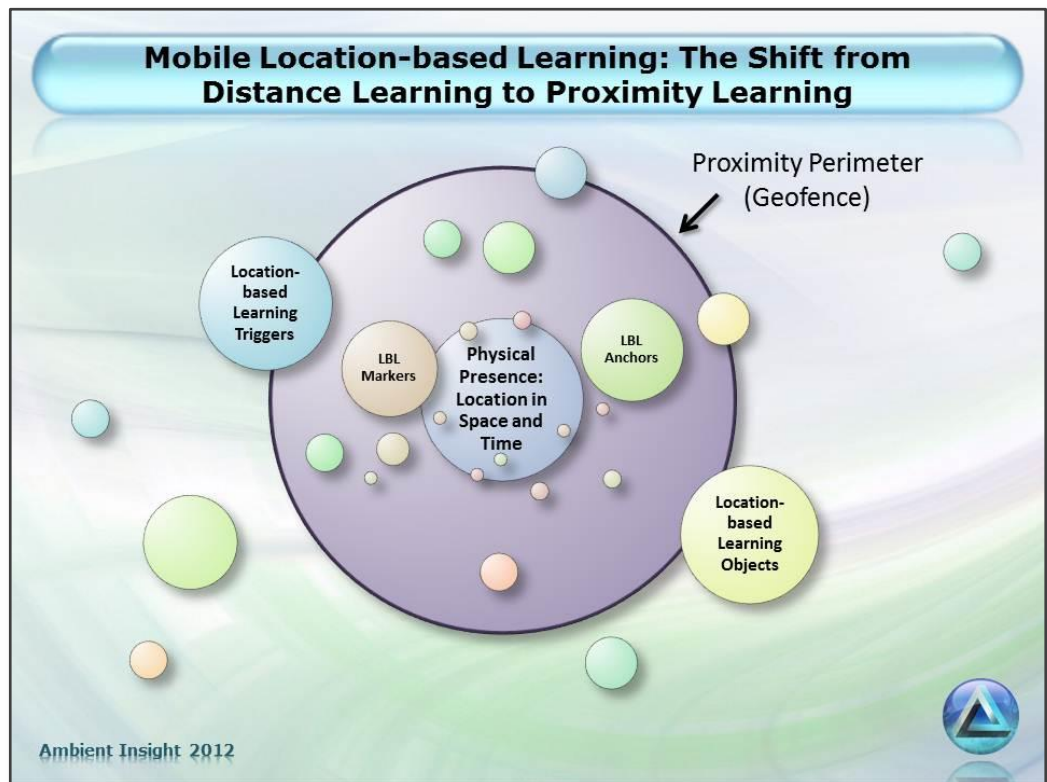 Mobile Location-based Learning: The Shift from
Distance Learning to Proximity Learning
Proximity Perimeter
(Geofence)
Location-
based
Learning
Triggers
LBL
Markers
Physical
Presence:
Location in
Space and
Time
LBL
Anchors
Location-
based
Learning
Objects
Ambient Insight 2012